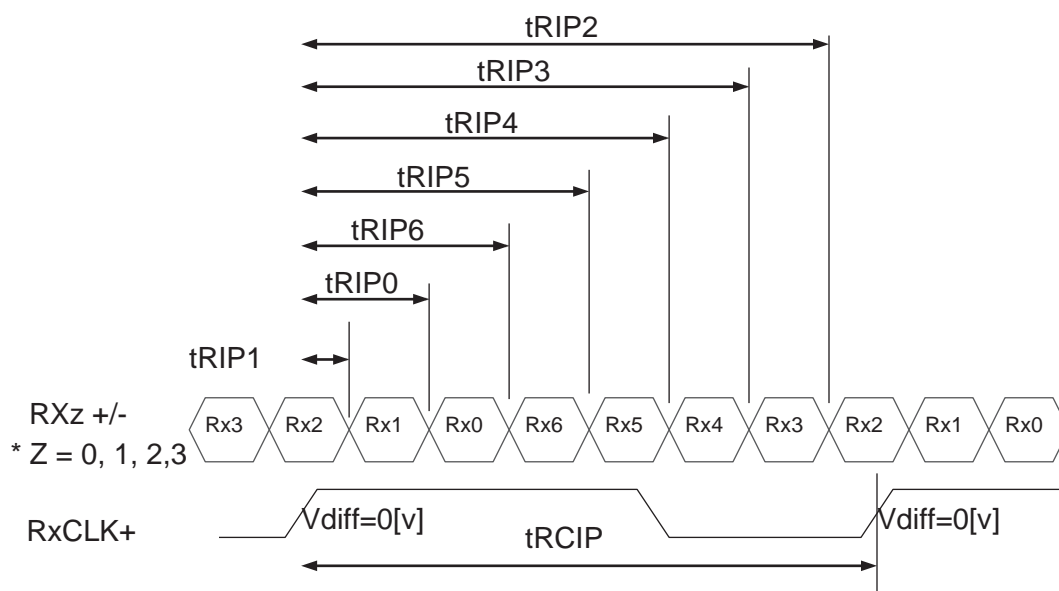 tRIP2
tRIP3
tRIP4
tRIP5
tRIP6
tRIP0
tRIP1
RXz +/-
* Z = 0, 1, 2,3
Rx3 Rx2 Rx1 Rx0 Rx6 Rx5 Rx4 Rx3 Rx2 Rx1 Rx0
RxCLK+
Vdiff=0[v] Vdiff=0[v]
tRCIP